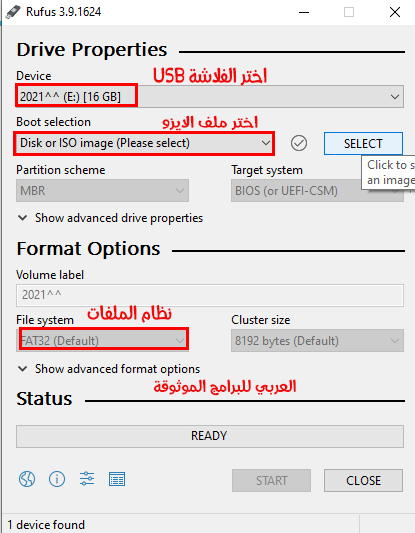 Rufus 3.9.1624
Drive Properties
Device
اختر الفلاشة USB
2021^^ (E:) [16 GB]
Boot selection
اختر ملف الايزو
Disk or ISO image (Please select)
SELECT
Click to s
an image
Partition scheme
Target system
MBR
BIOS (or UEFI-CSM)
Show advanced drive properties
Format Options
Volume label
2021^^
نظام الملفات
File system
Cluster size
FAT32 (Default)
8192 bytes (Default)
Show advanced format options
العربي للبرامج الموثوقة
Status
READY
START
CLOSE
1 device found